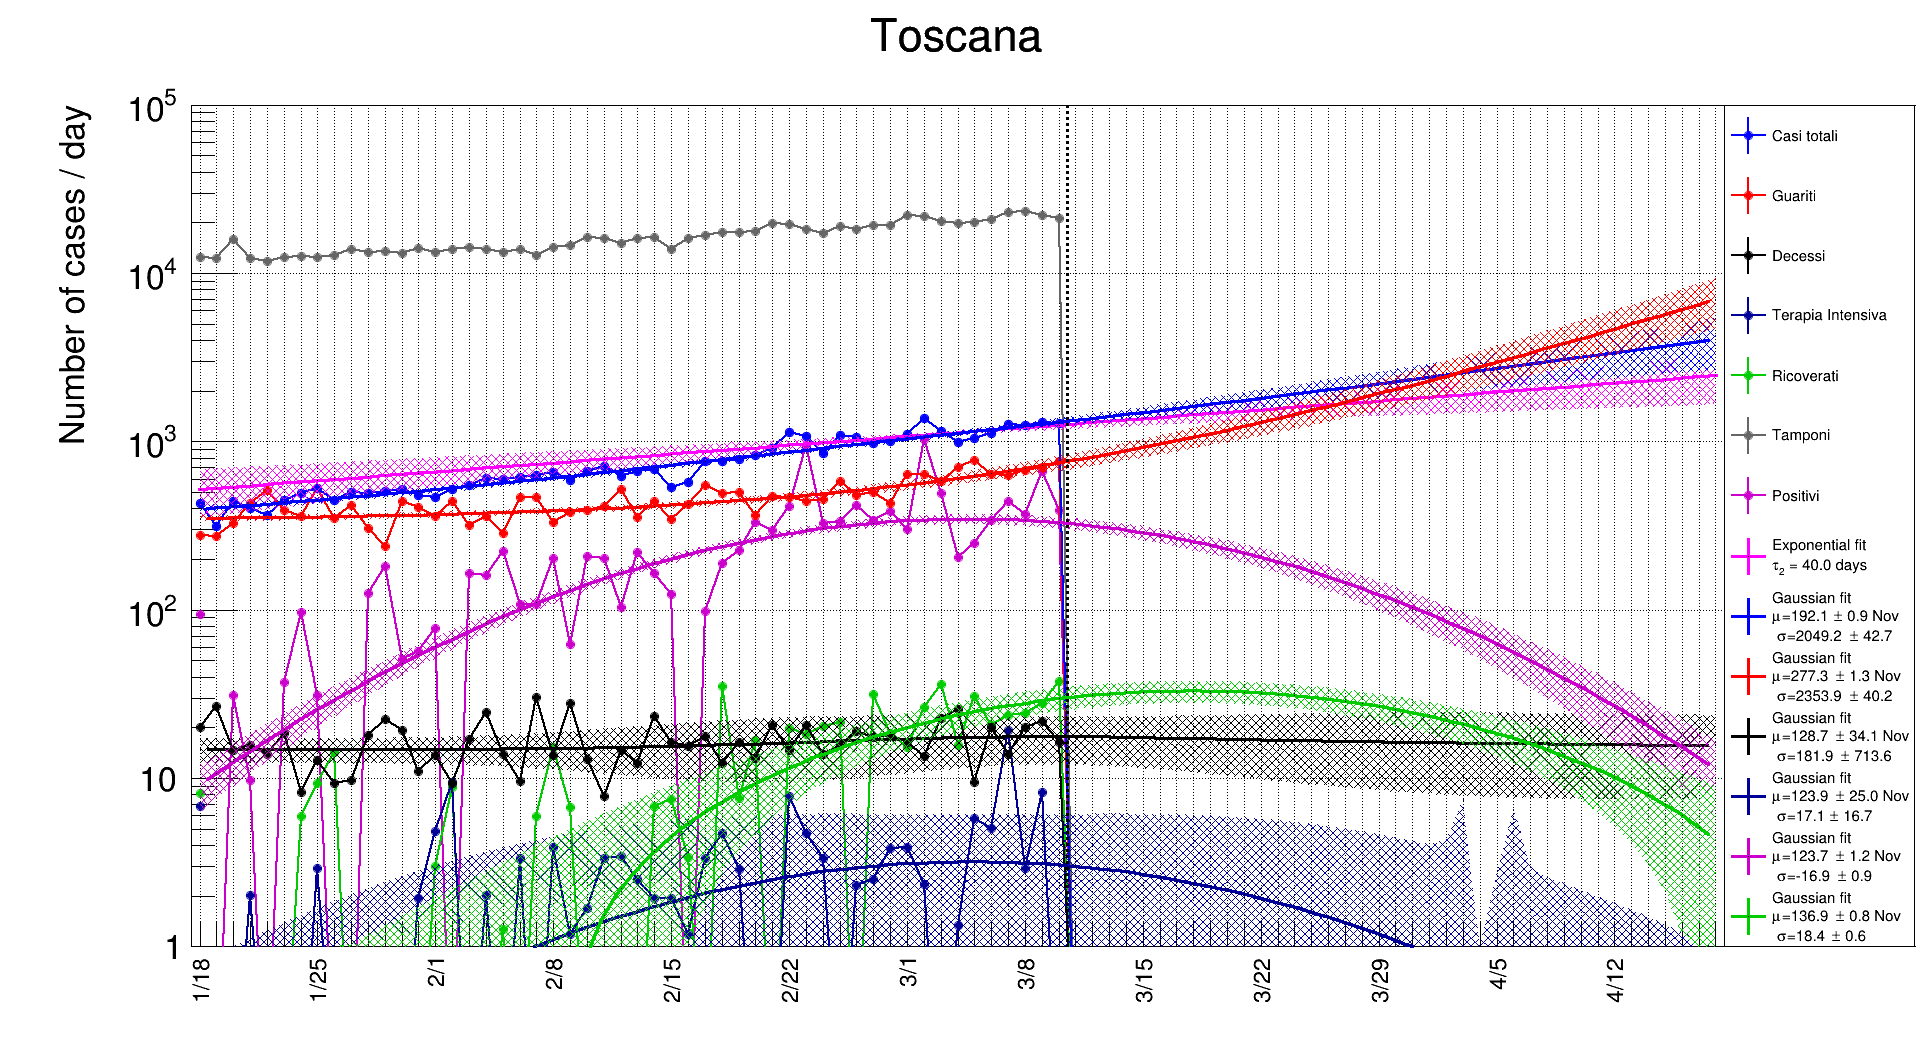 Toscana
Number of cases / day
10^5
10^4
10^3
10^2
10
1
1/18
1/25
2/1
2/8
2/15
2/22
3/1
3/8
3/15
3/22
3/29
4/5
4/12
Casi totali
Guariti
Decessi
Terapia Intensiva
Ricoverati
Tamponi
Positivi
Exponential fit
τ₂ = 40.0 days
Gaussian fit
μ=192.1 ± 0.9 Nov
σ=2049.2 ± 42.7
Gaussian fit
μ=277.3 ± 1.3 Nov
σ=2353.9 ± 40.2
Gaussian fit
μ=128.7 ± 34.1 Nov
σ=181.9 ± 713.6
Gaussian fit
μ=123.9 ± 25.0 Nov
σ=17.1 ± 16.7
Gaussian fit
μ=123.7 ± 1.2 Nov
σ=-16.9 ± 0.9
Gaussian fit
μ=136.9 ± 0.8 Nov
σ=18.4 ± 0.6